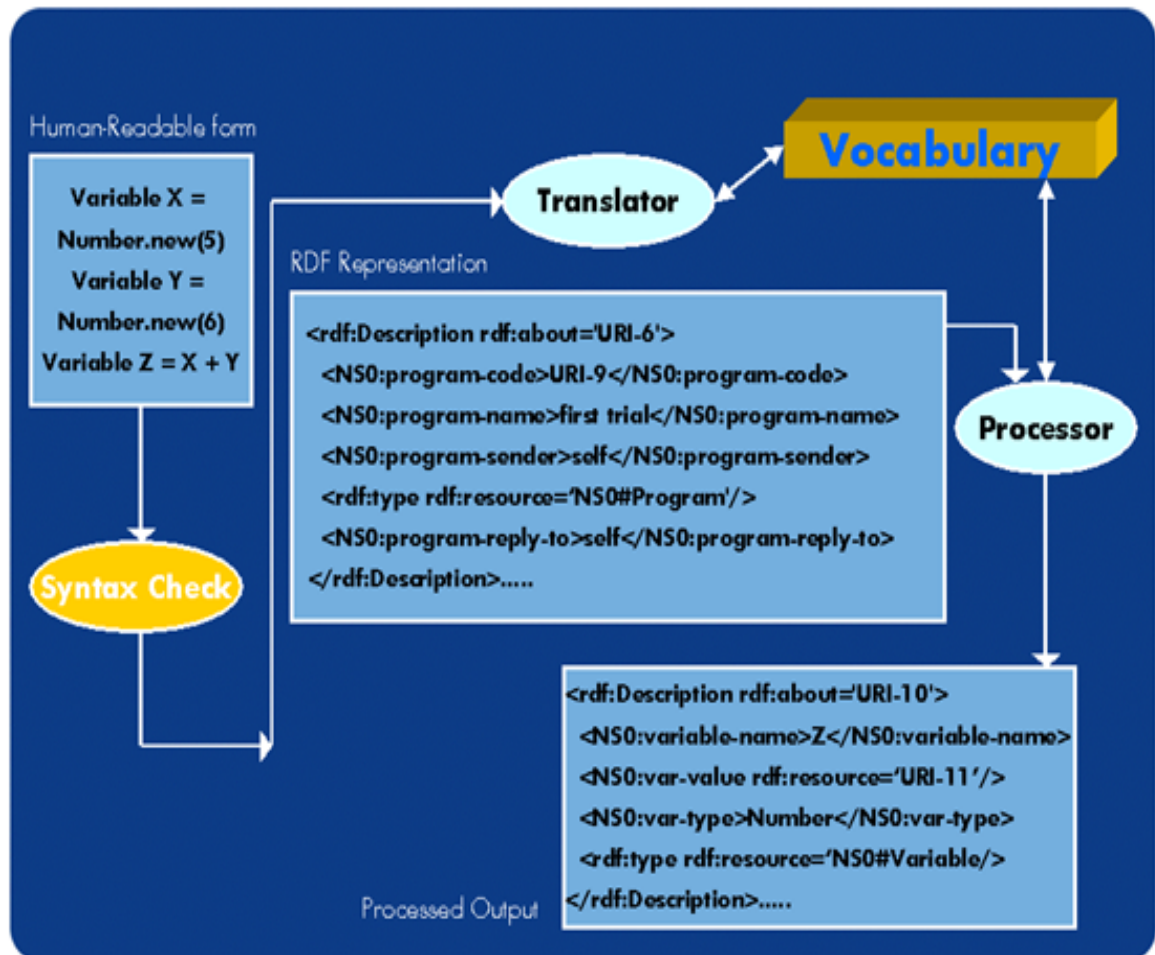 Human-Readable form
Variable X =
Number.new(5)
Variable Y =
Number.new(6)
Variable Z = X + Y
Syntax Check
Translator
Vocabulary
RDF Representation
<rdf:Description rdf:about='URI-6'>
<NS0:program-code>URI-9</NS0:program-code>
<NS0:program-name>first trial</NS0:program-name>
<NS0:program-sender>self</NS0:program-sender>
<rdf:type rdf:resource='NS0#Program'/>
<NS0:program-reply-to>self</NS0:program-reply-to>
</rdf:Description>.....
Processor
<rdf:Description rdf:about='URI-10'>
<NS0:variable-name>Z</NS0:variable-name>
<NS0:var-value rdf:resource='URI-11'/>
<NS0:var-type>Number</NS0:var-type>
<rdf:type rdf:resource='NS0#Variable/>
</rdf:Description>.....
Processed Output